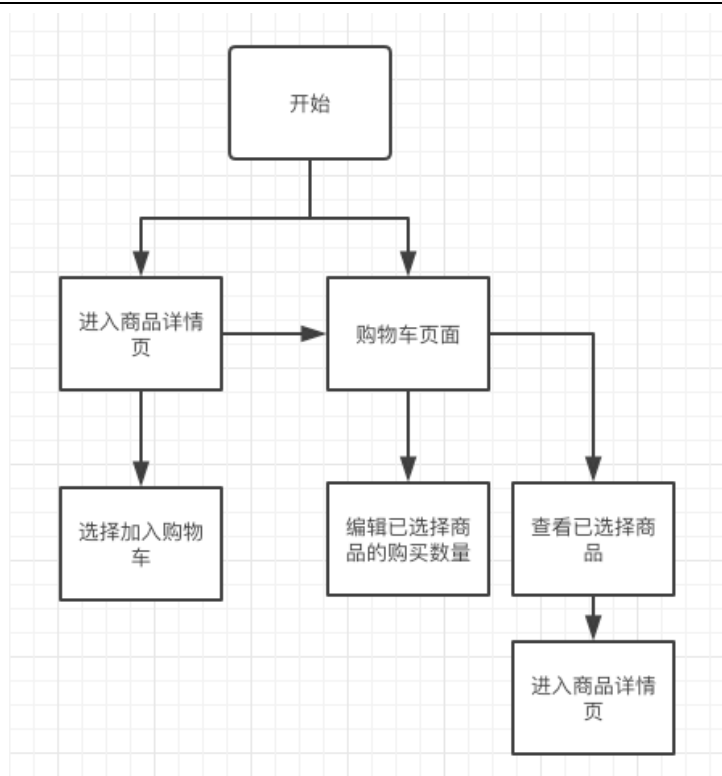 开始
进入商品详情
页
购物车页面
选择加入购物
车
编辑已选择商
品的购买数量
查看已选择商
品
进入商品详情
页